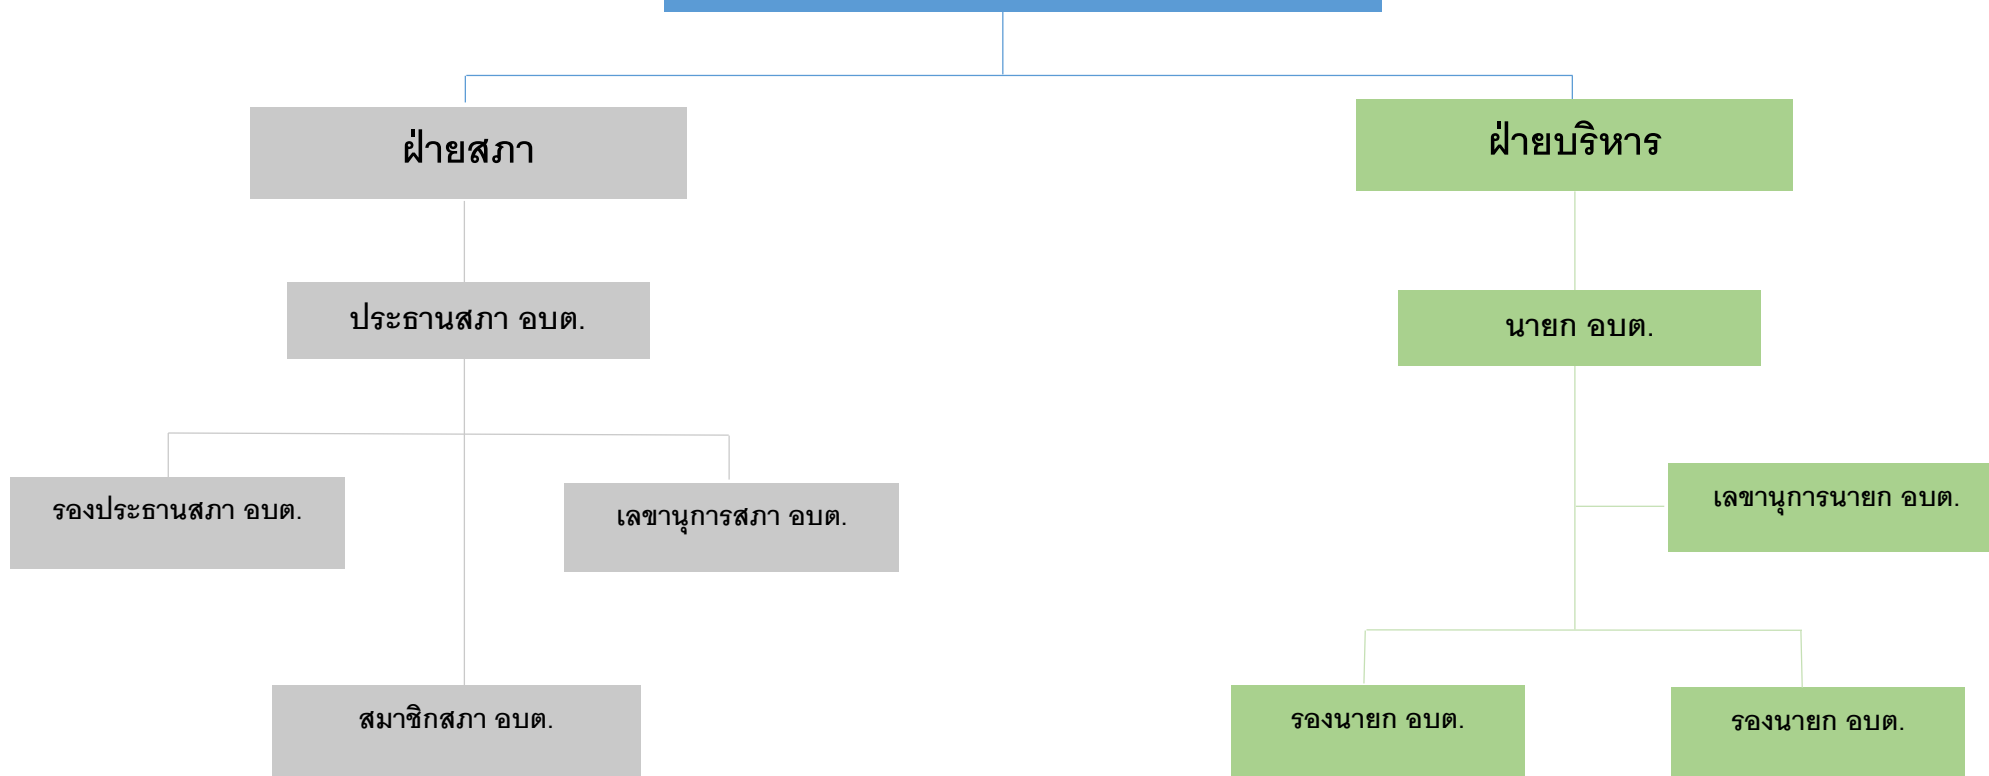 ฝ่ายสภา
ฝ่ายบริหาร
ประธานสภา อบต.
นายก อบต.
รองประธานสภา อบต.
เลขานุการสภา อบต.
เลขานุการนายก อบต.
สมาชิกสภา อบต.
รองนายก อบต.
รองนายก อบต.